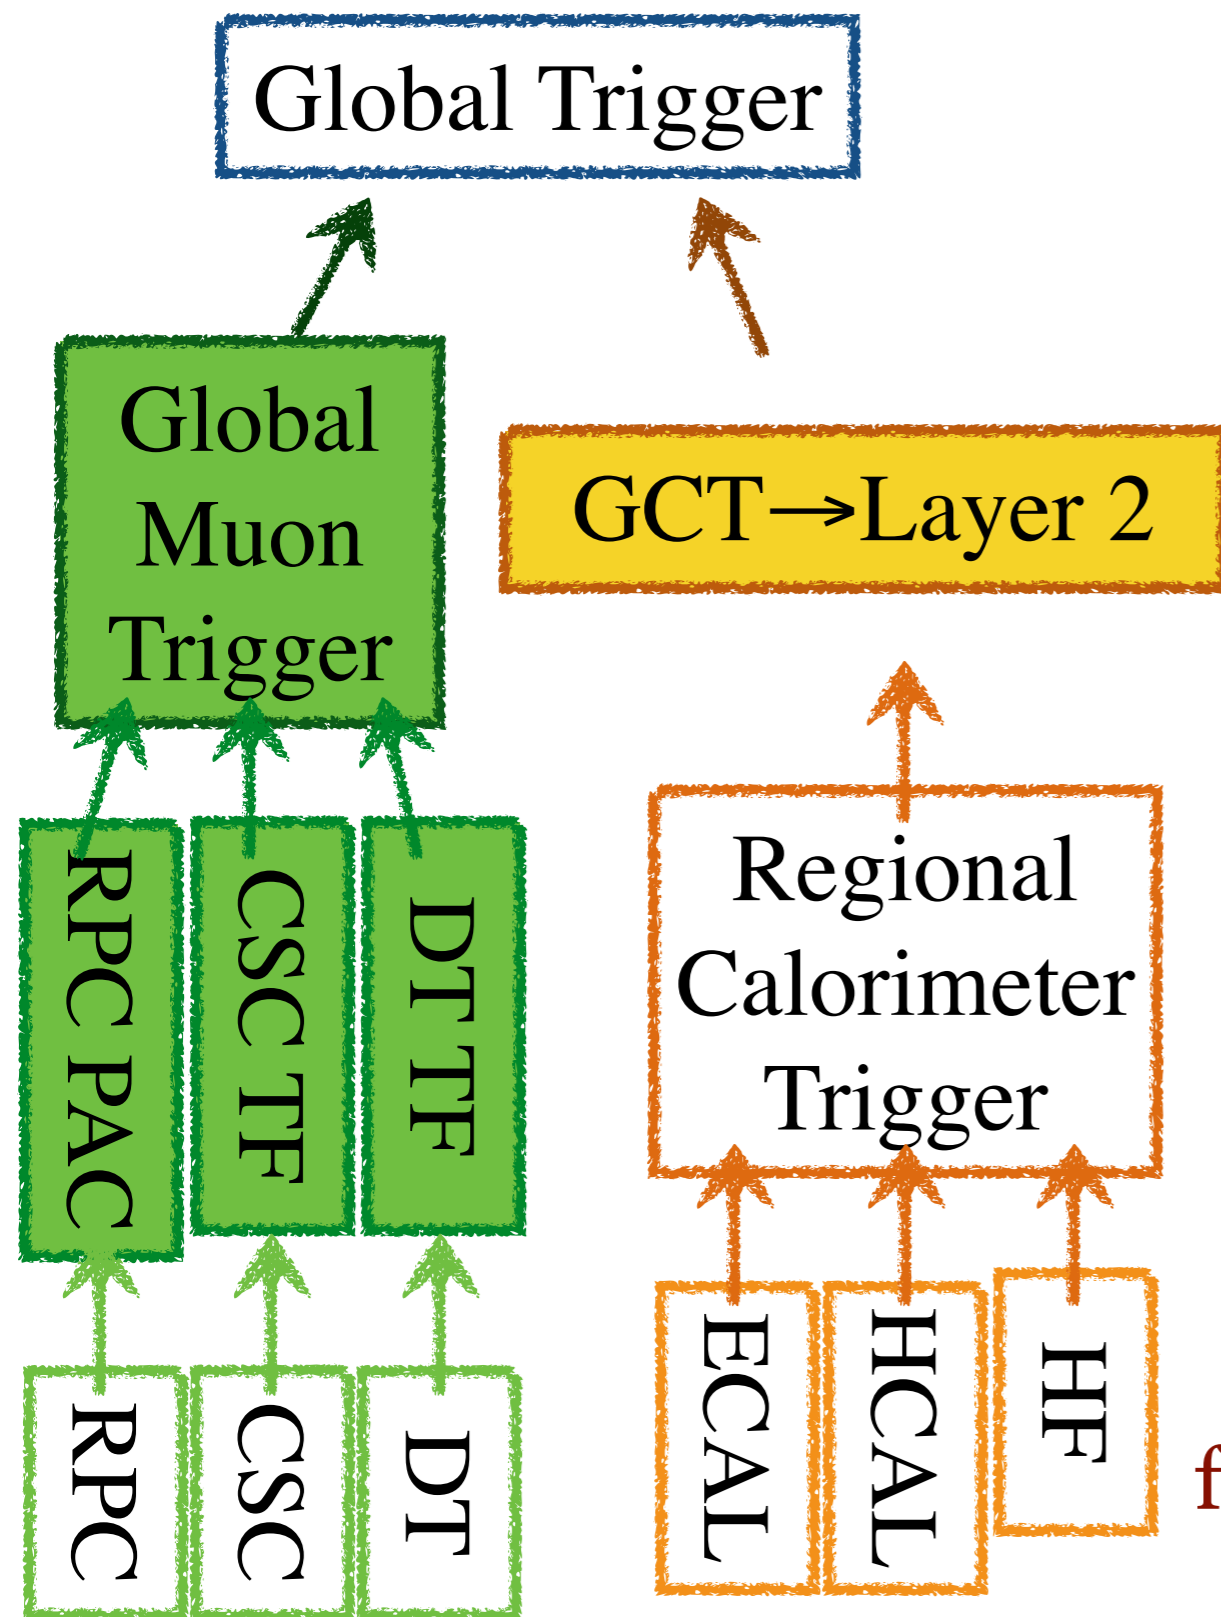 Global Trigger
Global
Muon
Trigger
GCT→Layer 2
RPC PAC
CSC TF
DT TF
Regional
Calorimeter
Trigger
RPC
CSC
DT
ECAL
HCAL
HF
f